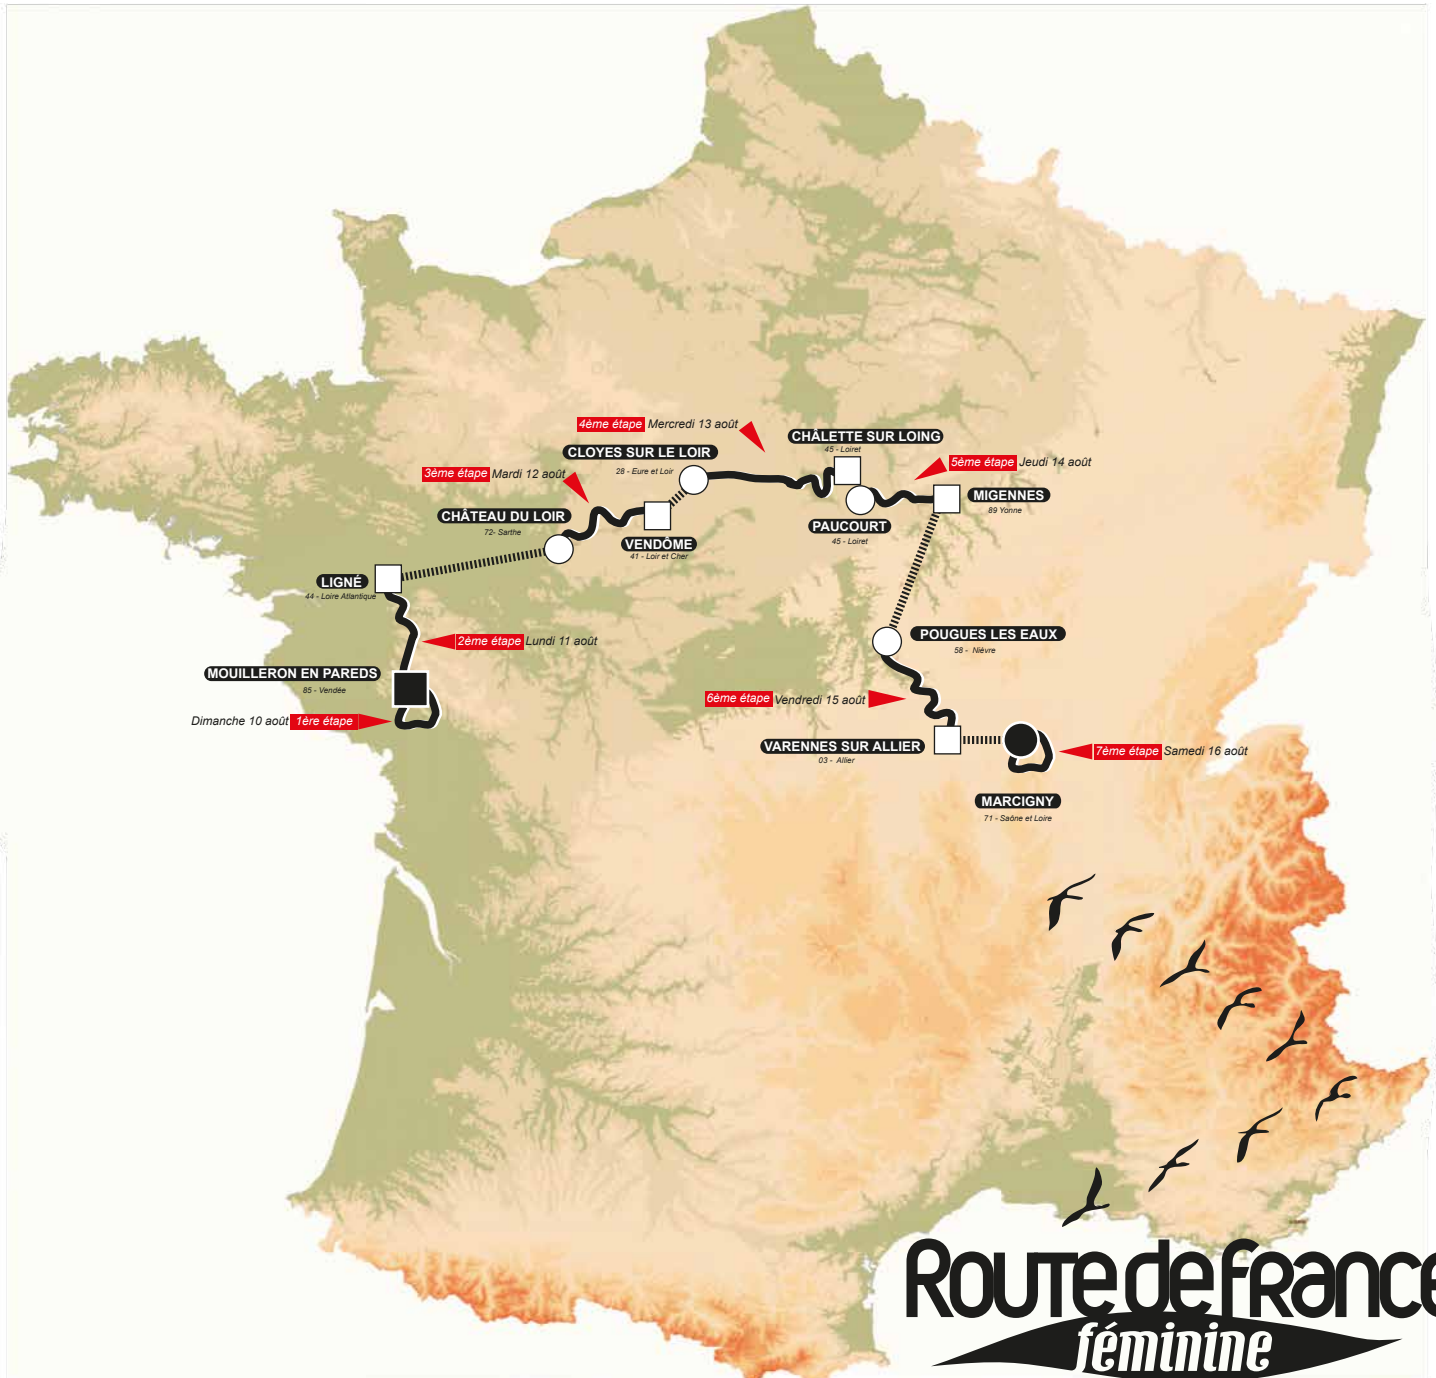 4ème étape Mercredi 13 août
CLOYES SUR LE LOIR
28 - Eure et Loir
CHÂLETTE SUR LOING
45 - Loiret
3ème étape Mardi 12 août
5ème étape Jeudi 14 août
CHÂTEAU DU LOIR
72- Sarthe
VENDÔME
41 - Loir et Cher
PAUCOURT
45 - Loiret
MIGENNES
89 Yonne
LIGNÉ
44 - Loire Atlantique
2ème étape Lundi 11 août
POUGUES LES EAUX
58 - Nièvre
MOUILLERON EN PAREDS
85 - Vendée
Dimanche 10 août 1ère étape
6ème étape Vendredi 15 août
VARENNES SUR ALLIER
03 - Allier
7ème étape Samedi 16 août
MARCIGNY
71 - Saône et Loire
ROUTE de FRANCE
féminine